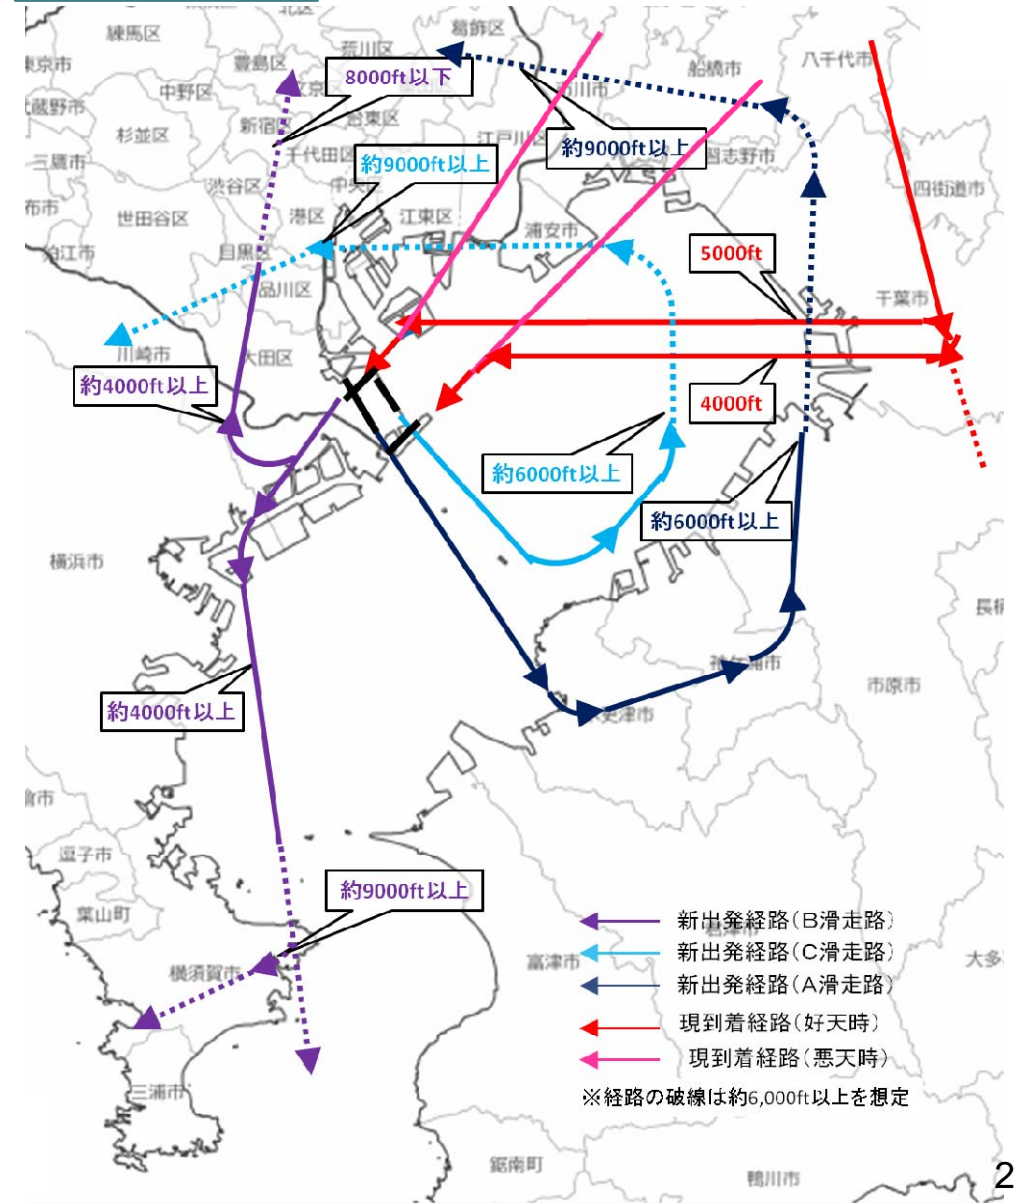 練馬区
北区
葛飾区
荒川区
八千代市
豊島区
8000ft以下
船橋市
東京市
中野区
市川市
武蔵野市
新宿区
台東区
杉並区
江戸川区
三鷹市
千代田区
約9000ft以上
約9000ft以上
習志野市
渋谷区
中央区
四街道市
布市
世田谷区
港区
江東区
浦安市
狛江市
目黒区
5000ft
品川区
千葉市
川崎市
大田区
約4000ft以上
4000ft
約6000ft以上
約6000ft以上
横浜市
長柄
袖ケ浦市
市原市
約4000ft以上
木更津市
倉市
逗子市
葉山町
約9000ft以上
新出発経路(B滑走路)
君津市
横須賀市
富津市
新出発経路(C滑走路)
大多
新出発経路(A滑走路)
現到着経路(好天時)
現到着経路(悪天時)
三浦市
※経路の破線は約6,000ft以上を想定
鋸南町
鴨川市
2